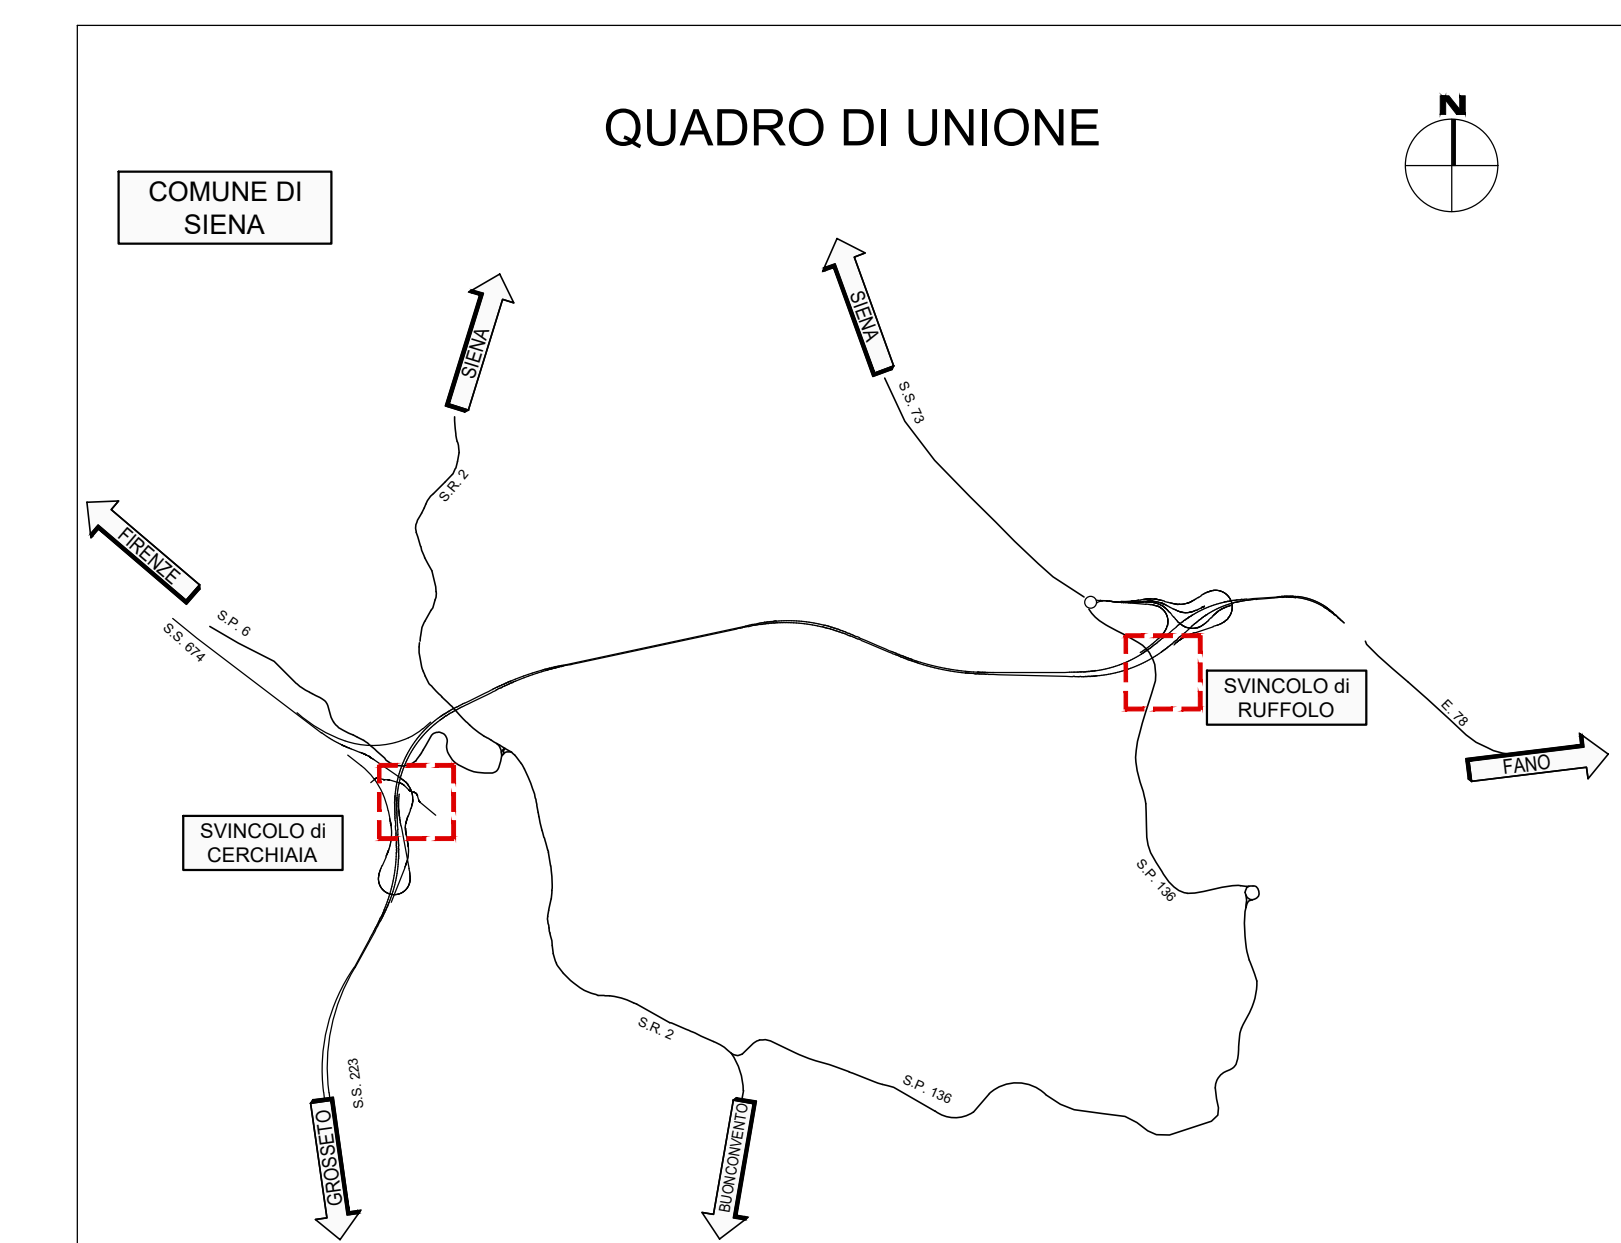 QUADRO DI UNIONE
N
COMUNE DI
SIENA
SIENA
SIENA
S.S. 73
S.R. 2
FIRENZE
S.P. 6
S.S. 674
SVINCOLO di
RUFFOLO
E. 78
FANO
SVINCOLO di
CERCHIAIA
S.P. 136
S.R. 2
S.S. 223
S.P. 136
GROSSETO
BUONCONVENTO